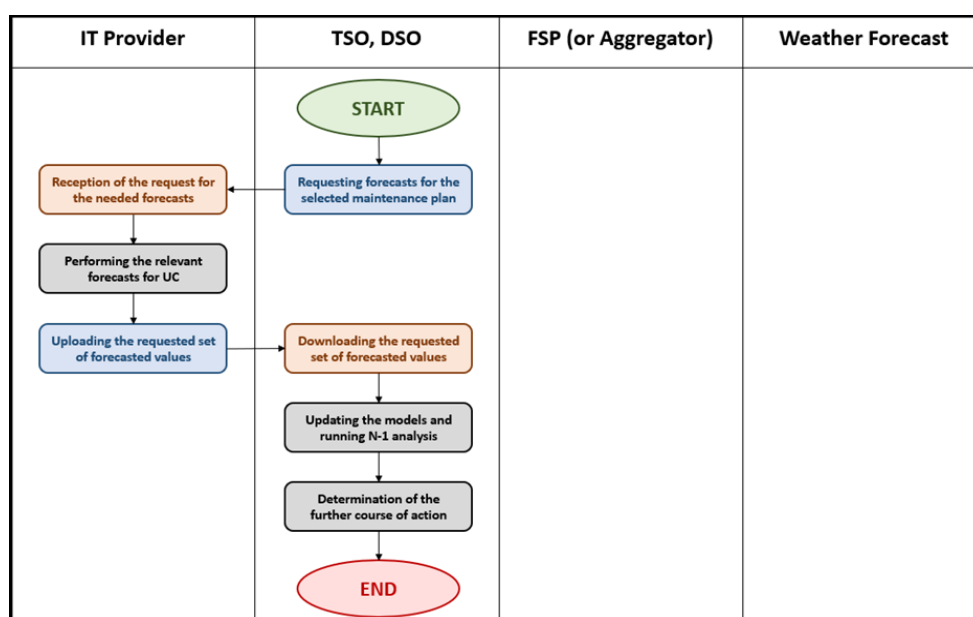 IT Provider
TSO, DSO
FSP (or Aggregator)
Weather Forecast
START
Reception of the request for
the needed forecasts
Requesting forecasts for the
selected maintenance plan
Performing the relevant
forecasts for UC
Uploading the requested set
of forecasted values
Downloading the requested
set of forecasted values
Updating the models and
running N-1 analysis
Determination of the
further course of action
END